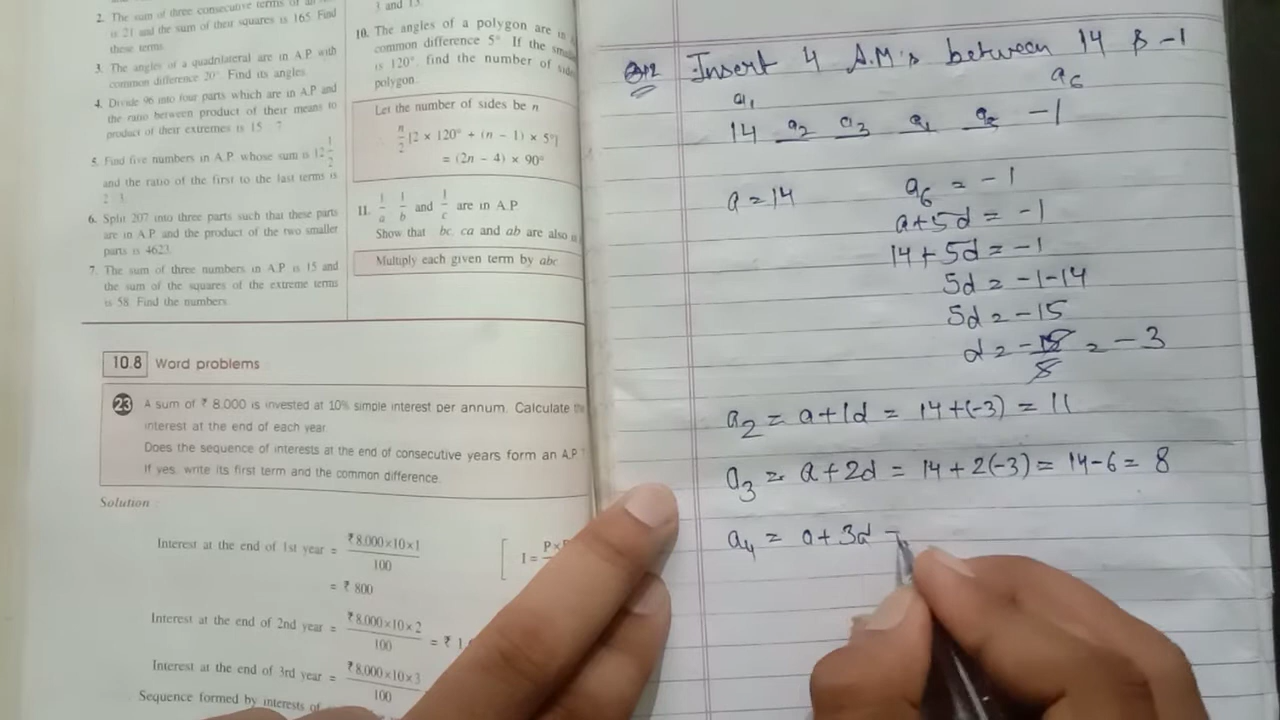 2. The sum of three consecutive terms of an
is 21 and the sum of their squares is 165. Find
these terms.
3. The angles of a quadrilateral are in A.P. with
common difference 20°. Find its angles.
4. Divide 96 into four parts which are in A.P. and
the ratio between product of their means to
product of their extremes is 15 : 7.
5. Find five numbers in A.P. whose sum is 12 1/2
and the ratio of the first to the last terms is
2 : 3.
6. Split 207 into three parts such that these parts
are in A.P. and the product of the two smaller
parts is 4623.
7. The sum of three numbers in A.P. is 15 and
the sum of the squares of the extreme terms
is 58. Find the numbers.
3 and 15.
10. The angles of a polygon are in
common difference 5°. If the
is 120°, find the number of sides
polygon.
Let the number of sides be n
n/2 [2 × 120° + (n − 1) × 5°]
= (2n − 4) × 90°
11. 1/a, 1/b and 1/c are in A.P.
Show that bc, ca and ab are also
Multiply each given term by abc
10.8 Word problems
23 A sum of ₹ 8,000 is invested at 10% simple interest per annum. Calculate the
interest at the end of each year.
Does the sequence of interests at the end of consecutive years form an A.P.
If yes, write its first term and the common difference.
Solution :
Interest at the end of 1st year = ₹ 8,000×10×1 / 100
[ I = P×
= ₹ 800
Interest at the end of 2nd year = ₹ 8,000×10×2 / 100 = ₹ 1
Interest at the end of 3rd year = ₹ 8,000×10×3 / 100
Sequence formed by interests of
Insert 4 A.M's between 14 & -1
a1 a6
14 a2 a3 -1
a = 14
a6 = -1
a+5d = -1
14+5d = -1
5d = -1-14
5d = -15
d = -15/5 = -3
a2 = a+1d = 14+(-3) = 11
a3 = a+2d = 14+2(-3) = 14-6 = 8
a4 = a+3d =